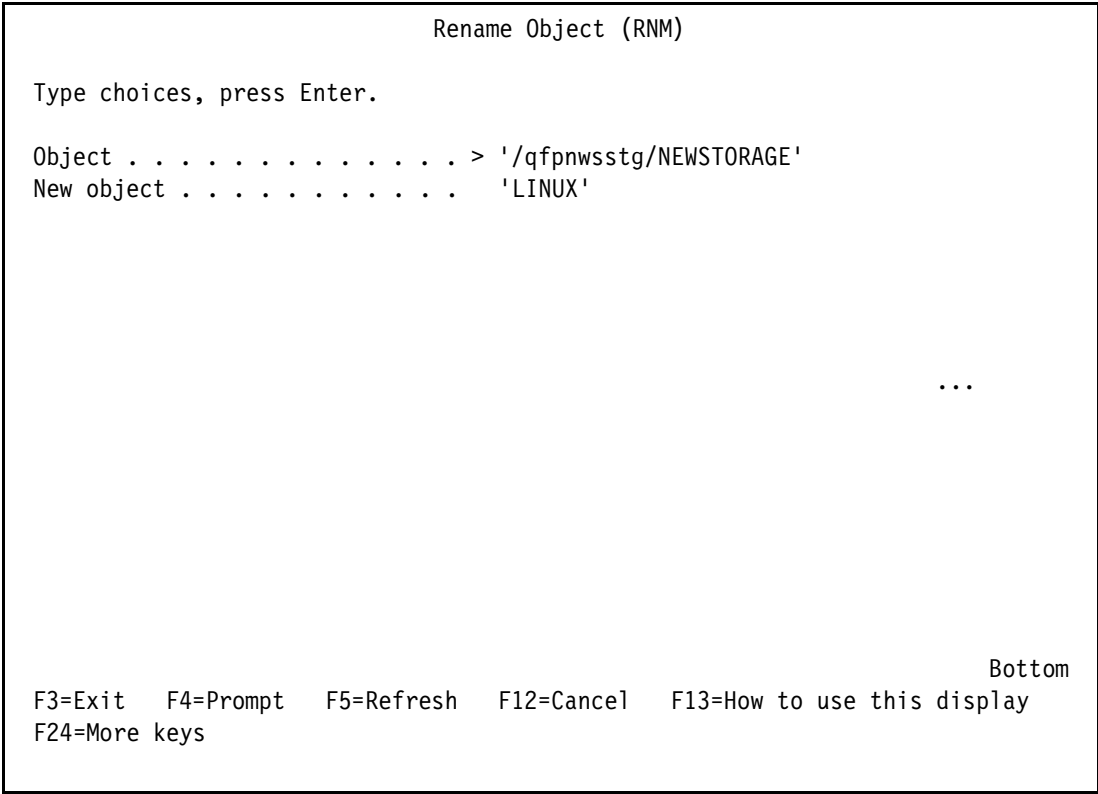 Rename Object (RNM)
Type choices, press Enter.
Object . . . . . . . . . . . . . > '/qfpnwsstg/NEWSTORAGE'
New object . . . . . . . . . . . 'LINUX'
...
Bottom
F3=Exit F4=Prompt F5=Refresh F12=Cancel F13=How to use this display
F24=More keys